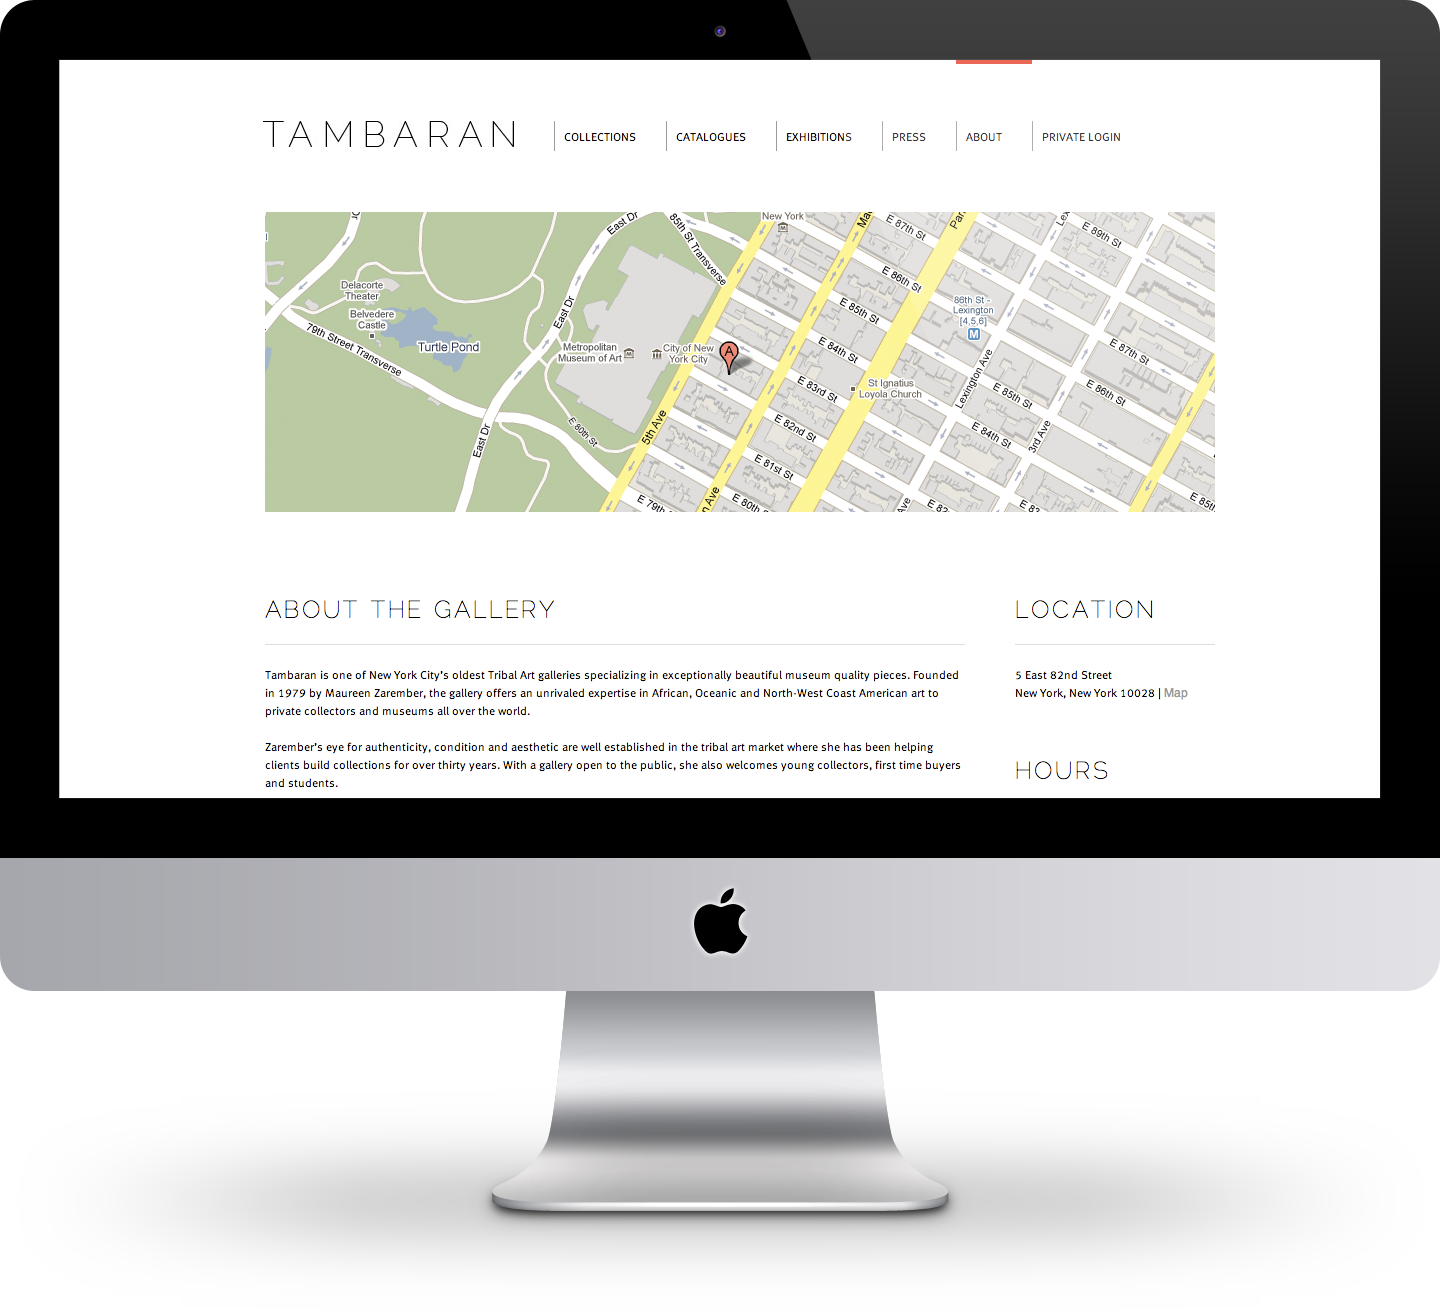 TAMBARAN
COLLECTIONS
CATALOGUES
EXHIBITIONS
PRESS
ABOUT
PRIVATE LOGIN
New York
East Dr
85th St Transverse
E 87th St
E 89th St
E 86th St
Delacorte
Theater
Belvedere
Castle
79th Street Transverse
Turtle Pond
East Dr
Metropolitan
Museum of Art
City of New
York City
A
E 85th St
E 84th St
86th St -
Lexington
[4,5,6]
M
E 87th St
Lexington Ave
E 83rd St
St Ignatius
Loyola Church
E 86th St
E 85th St
5th Ave
E 80th St
E 82nd St
E 84th St
3rd Ave
East Dr
E 81st St
E 79th
E 80th St
ABOUT THE GALLERY
Tambaran is one of New York City's oldest Tribal Art galleries specializing in exceptionally beautiful museum quality pieces. Founded
in 1979 by Maureen Zarember, the gallery offers an unrivaled expertise in African, Oceanic and North-West Coast American art to
private collectors and museums all over the world.
Zarember's eye for authenticity, condition and aesthetic are well established in the tribal art market where she has been helping
clients build collections for over thirty years. With a gallery open to the public, she also welcomes young collectors, first time buyers
and students.
LOCATION
5 East 82nd Street
New York, New York 10028 | Map
HOURS